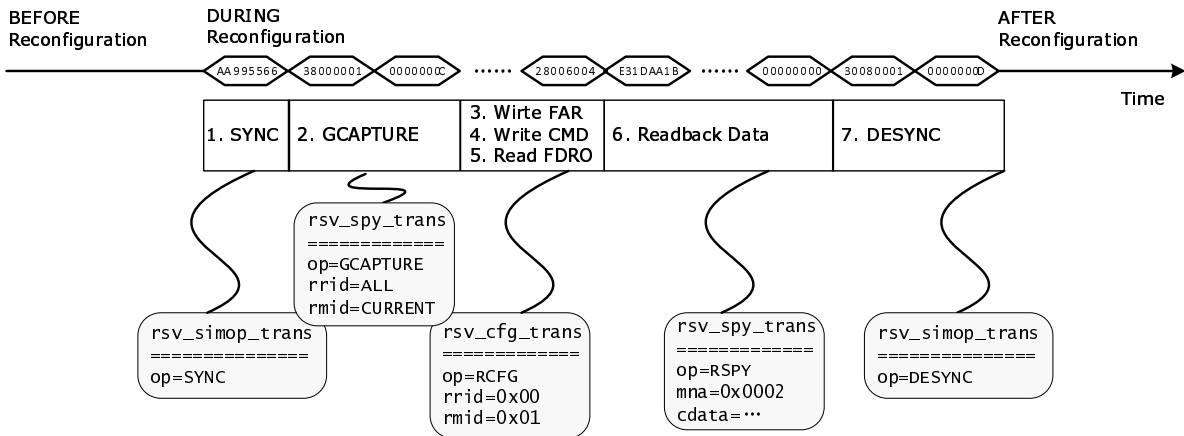 BEFORE
Reconfiguration
DURING
Reconfiguration
AFTER
Reconfiguration
AA995566
38000001
0000000C
······
28006004
E31DAA1B
······
00000000
30080001
0000000D
Time
1. SYNC
2. GCAPTURE
3. Wirte FAR
4. Write CMD
5. Read FDRO
6. Readback Data
7. DESYNC
rsv_spy_trans
=============
op=GCAPTURE
rrid=ALL
rmid=CURRENT
rsv_simop_trans
===============
op=SYNC
rsv_cfg_trans
=============
op=RCFG
rrid=0x00
rmid=0x01
rsv_spy_trans
=============
op=RSPY
mna=0x0002
cdata=···
rsv_simop_trans
===============
op=DESYNC